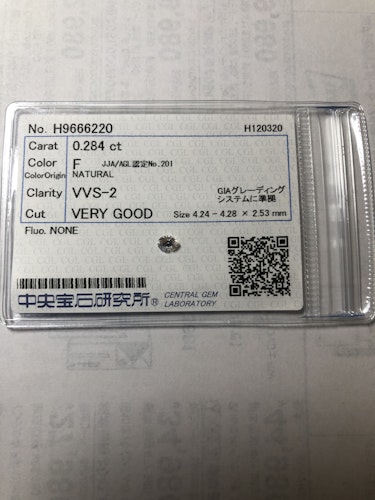 No. H9666220 H120320
Carat 0.284 ct
Color F JJA/AGL認定No.201
ColorOrigin NATURAL
Clarity VVS-2 GIAグレーディング
システムに準拠
Cut VERY GOOD Size 4.24 - 4.28 × 2.53 mm
Fluo. NONE
中央宝石研究所® CENTRAL GEM
LABORATORY